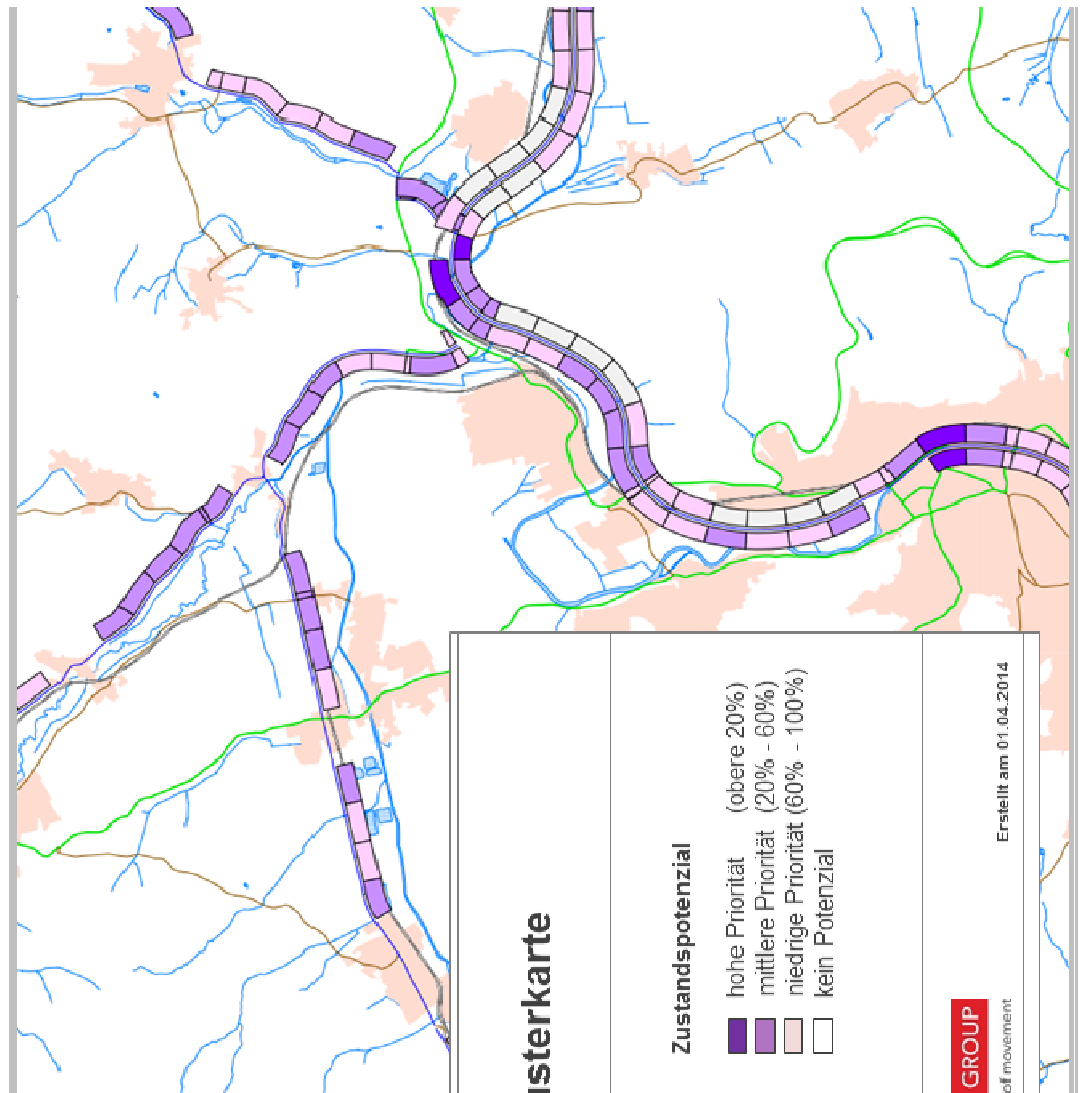 usterkarte
Zustandspotenzial
hohe Priorität (obere 20%)
mittlere Priorität (20% - 60%)
niedrige Priorität (60% - 100%)
kein Potenzial
Erstellt am 01.04.2014
GROUP
of movement